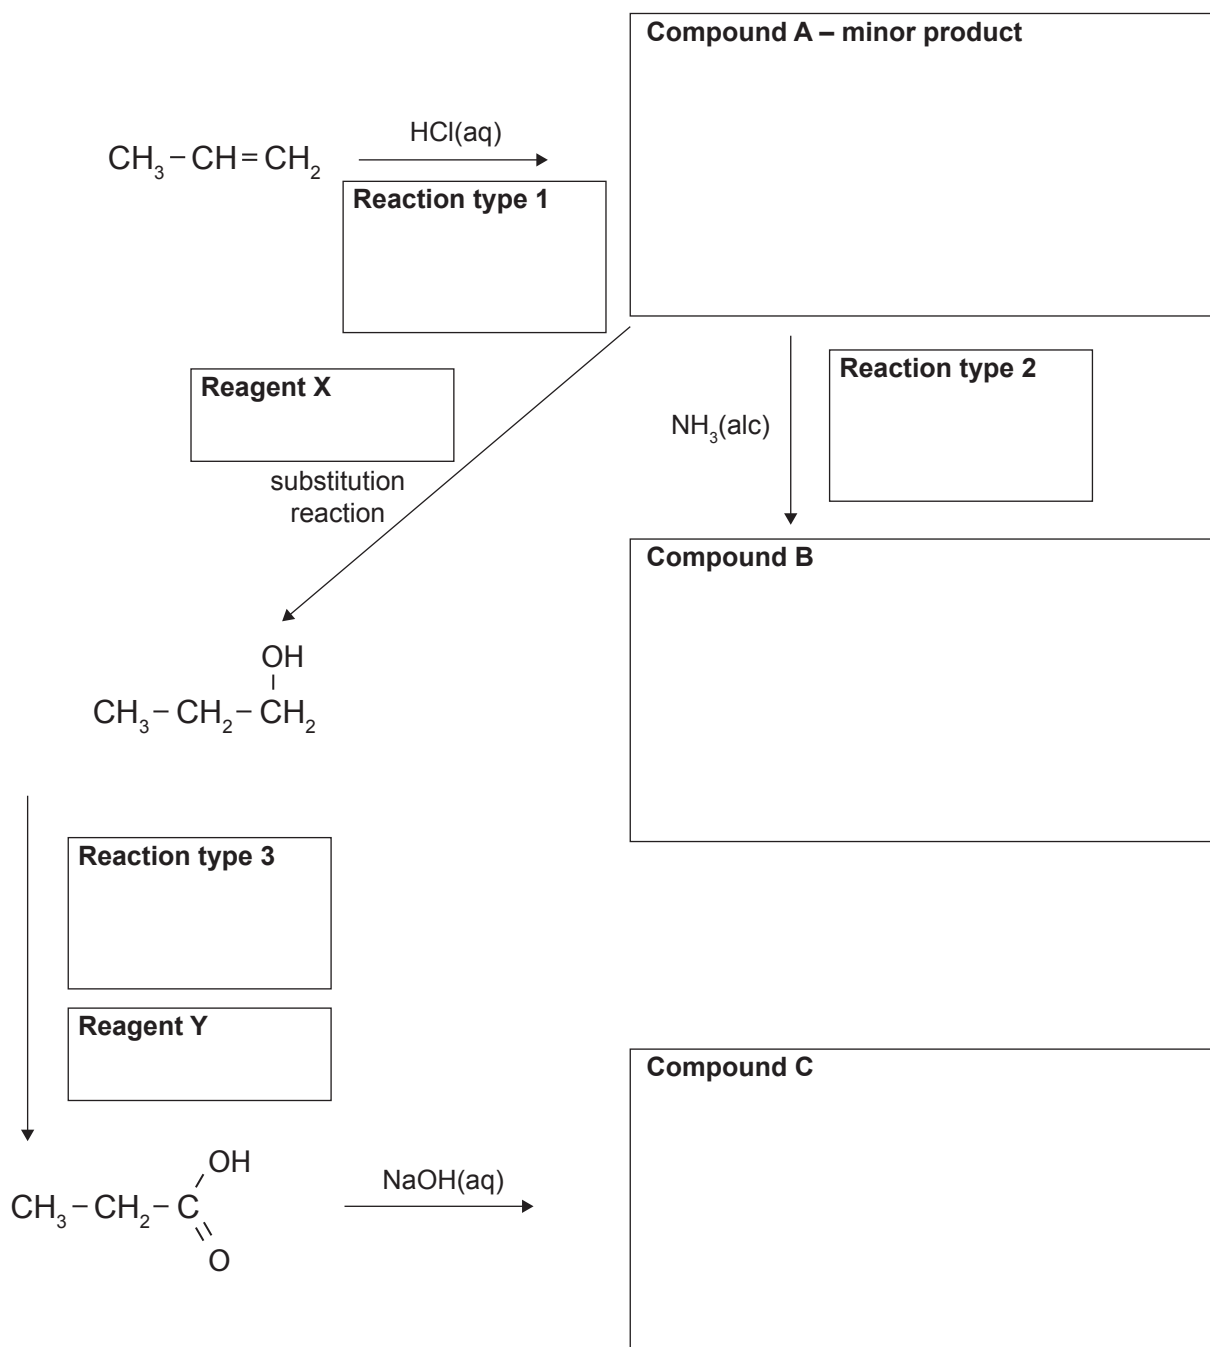 Compound A – minor product
HCl(aq)
CH₃–CH=CH₂
Reaction type 1
Reagent X
substitution
reaction
NH₃(alc)
Reaction type 2
Compound B
OH
CH₃–CH₂–CH₂
Reaction type 3
Reagent Y
Compound C
OH
CH₃–CH₂–C
O
NaOH(aq)